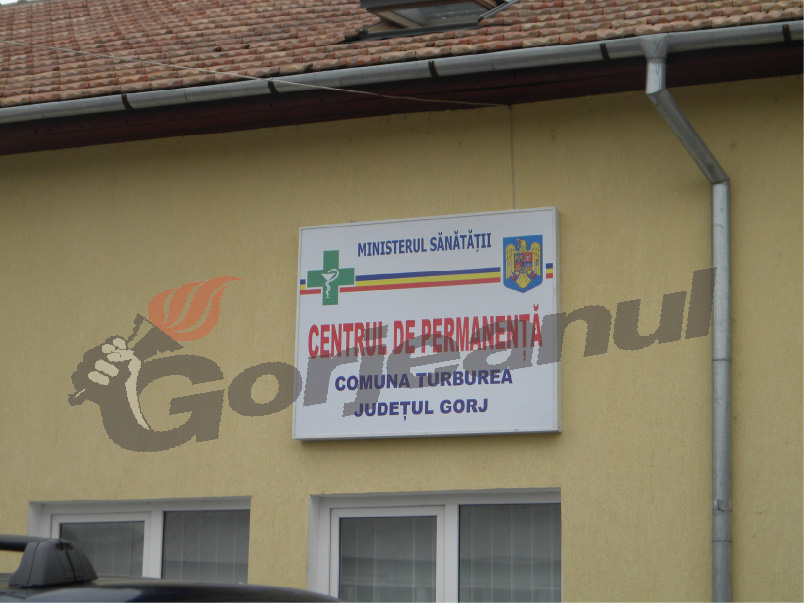 MINISTERUL SĂNĂTĂȚII
CENTRUL DE PERMANENȚĂ
COMUNA TURBUREA
JUDEȚUL GORJ
Gorjeanul